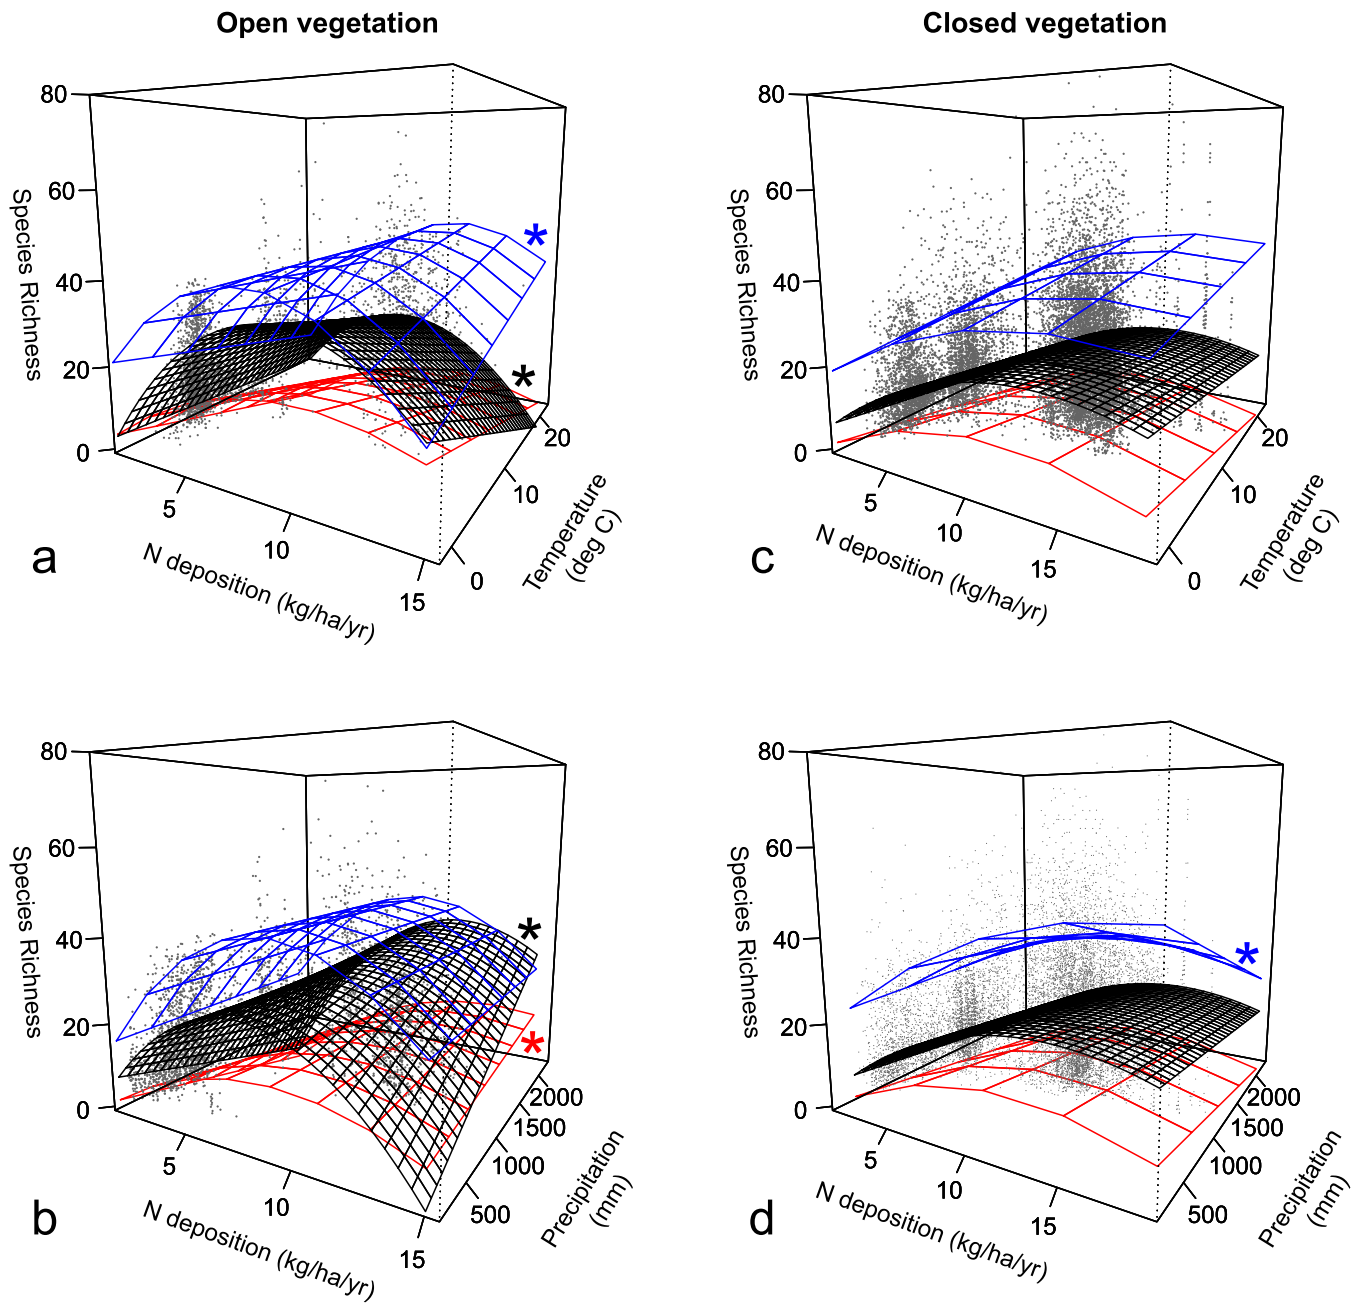 Open vegetation
Closed vegetation
80
60
40
20
0
Species Richness
5
10
15
N deposition (kg/ha/yr)
0
10
20
Temperature
(deg C)
*
*
a
80
60
40
20
0
Species Richness
5
10
15
N deposition (kg/ha/yr)
0
10
20
Temperature
(deg C)
c
80
60
40
20
0
Species Richness
5
10
15
N deposition (kg/ha/yr)
500
1000
1500
2000
Precipitation
(mm)
*
*
b
80
60
40
20
0
Species Richness
5
10
15
N deposition (kg/ha/yr)
500
1000
1500
2000
Precipitation
(mm)
*
d